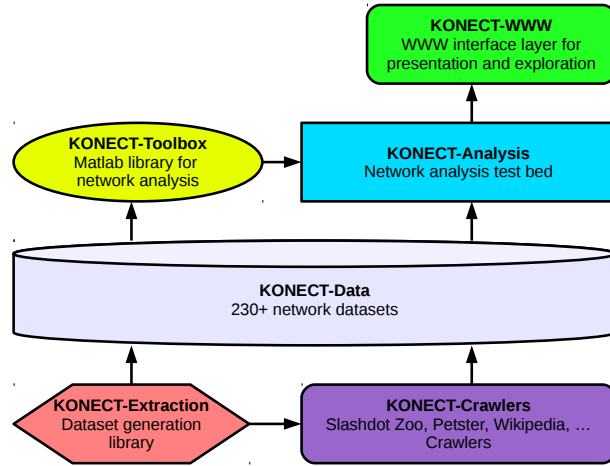 KONECT-WWW
WWW interface layer for
presentation and exploration
KONECT-Toolbox
Matlab library for
network analysis
KONECT-Analysis
Network analysis test bed
KONECT-Data
230+ network datasets
KONECT-Extraction
Dataset generation
library
KONECT-Crawlers
Slashdot Zoo, Petster, Wikipedia, …
Crawlers